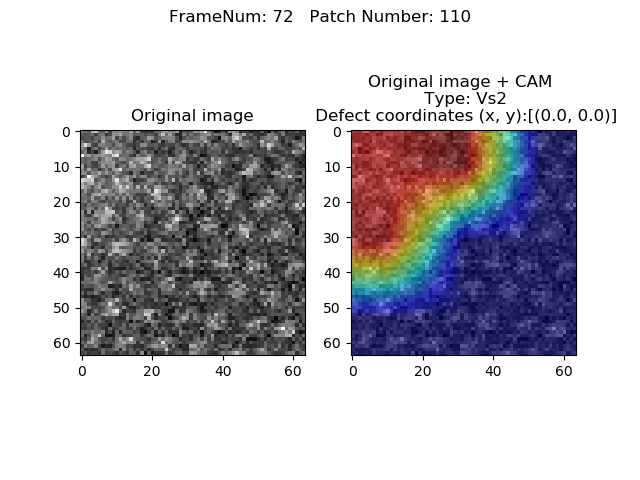 FrameNum: 72   Patch Number: 110
Original image
Original image + CAM
Type: Vs2
Defect coordinates (x, y):[(0.0, 0.0)]
0
10
20
30
40
50
60
0 20 40 60
0
10
20
30
40
50
60
0 20 40 60